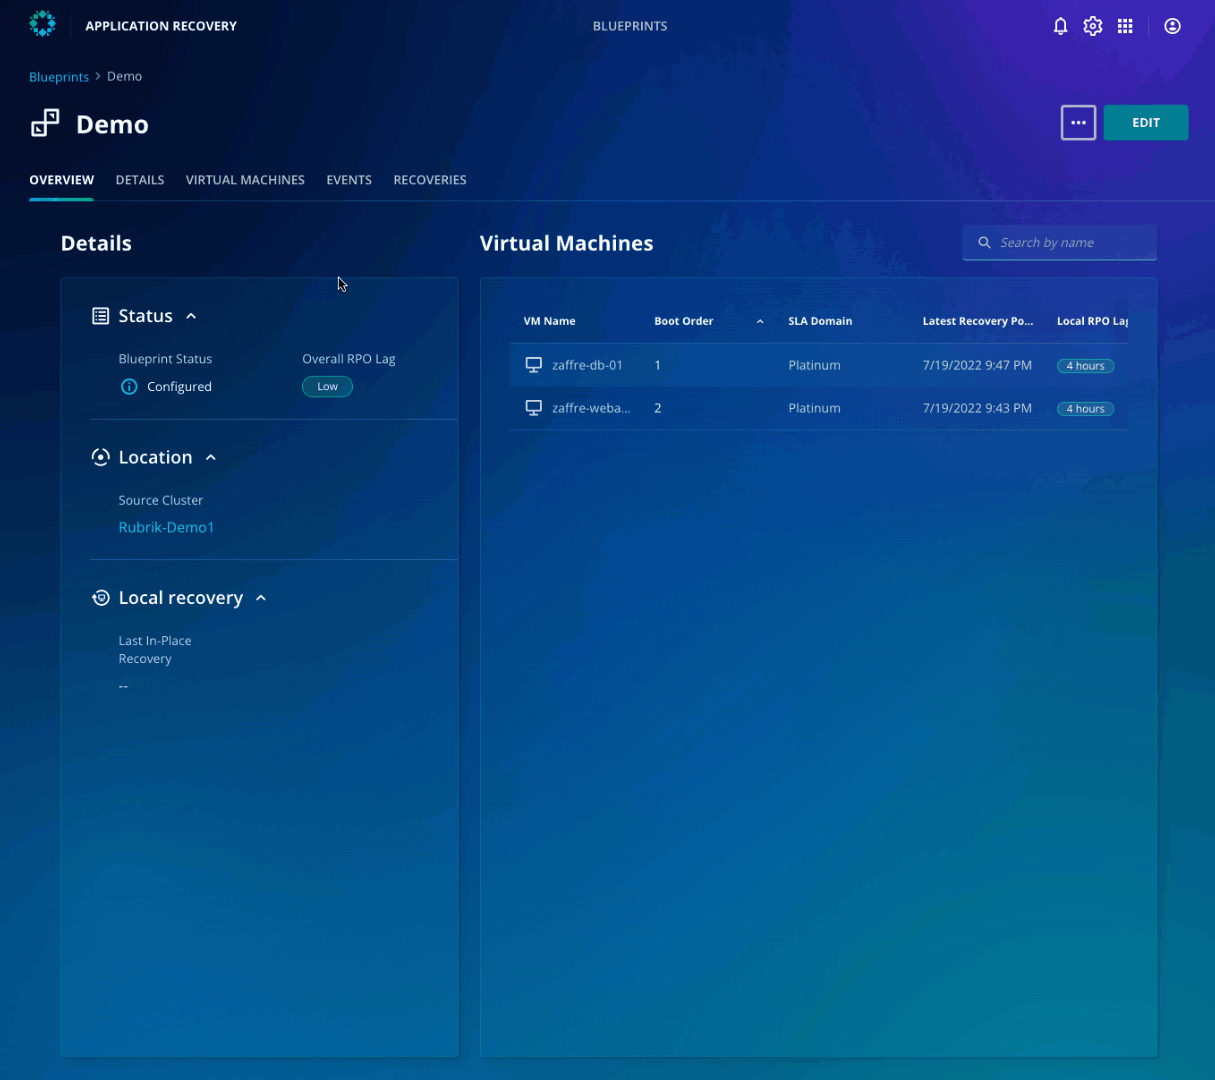 APPLICATION RECOVERY
BLUEPRINTS
Blueprints > Demo
Demo
EDIT
OVERVIEW DETAILS VIRTUAL MACHINES EVENTS RECOVERIES
Details
Status
Blueprint Status Overall RPO Lag
Configured Low
Location
Source Cluster
Rubrik-Demo1
Local recovery
Last In-Place
Recovery
--
Virtual Machines
Search by name
VM Name Boot Order SLA Domain Latest Recovery Po... Local RPO Lag
zaffre-db-01 1 Platinum 7/19/2022 9:47 PM 4 hours
zaffre-weba... 2 Platinum 7/19/2022 9:43 PM 4 hours